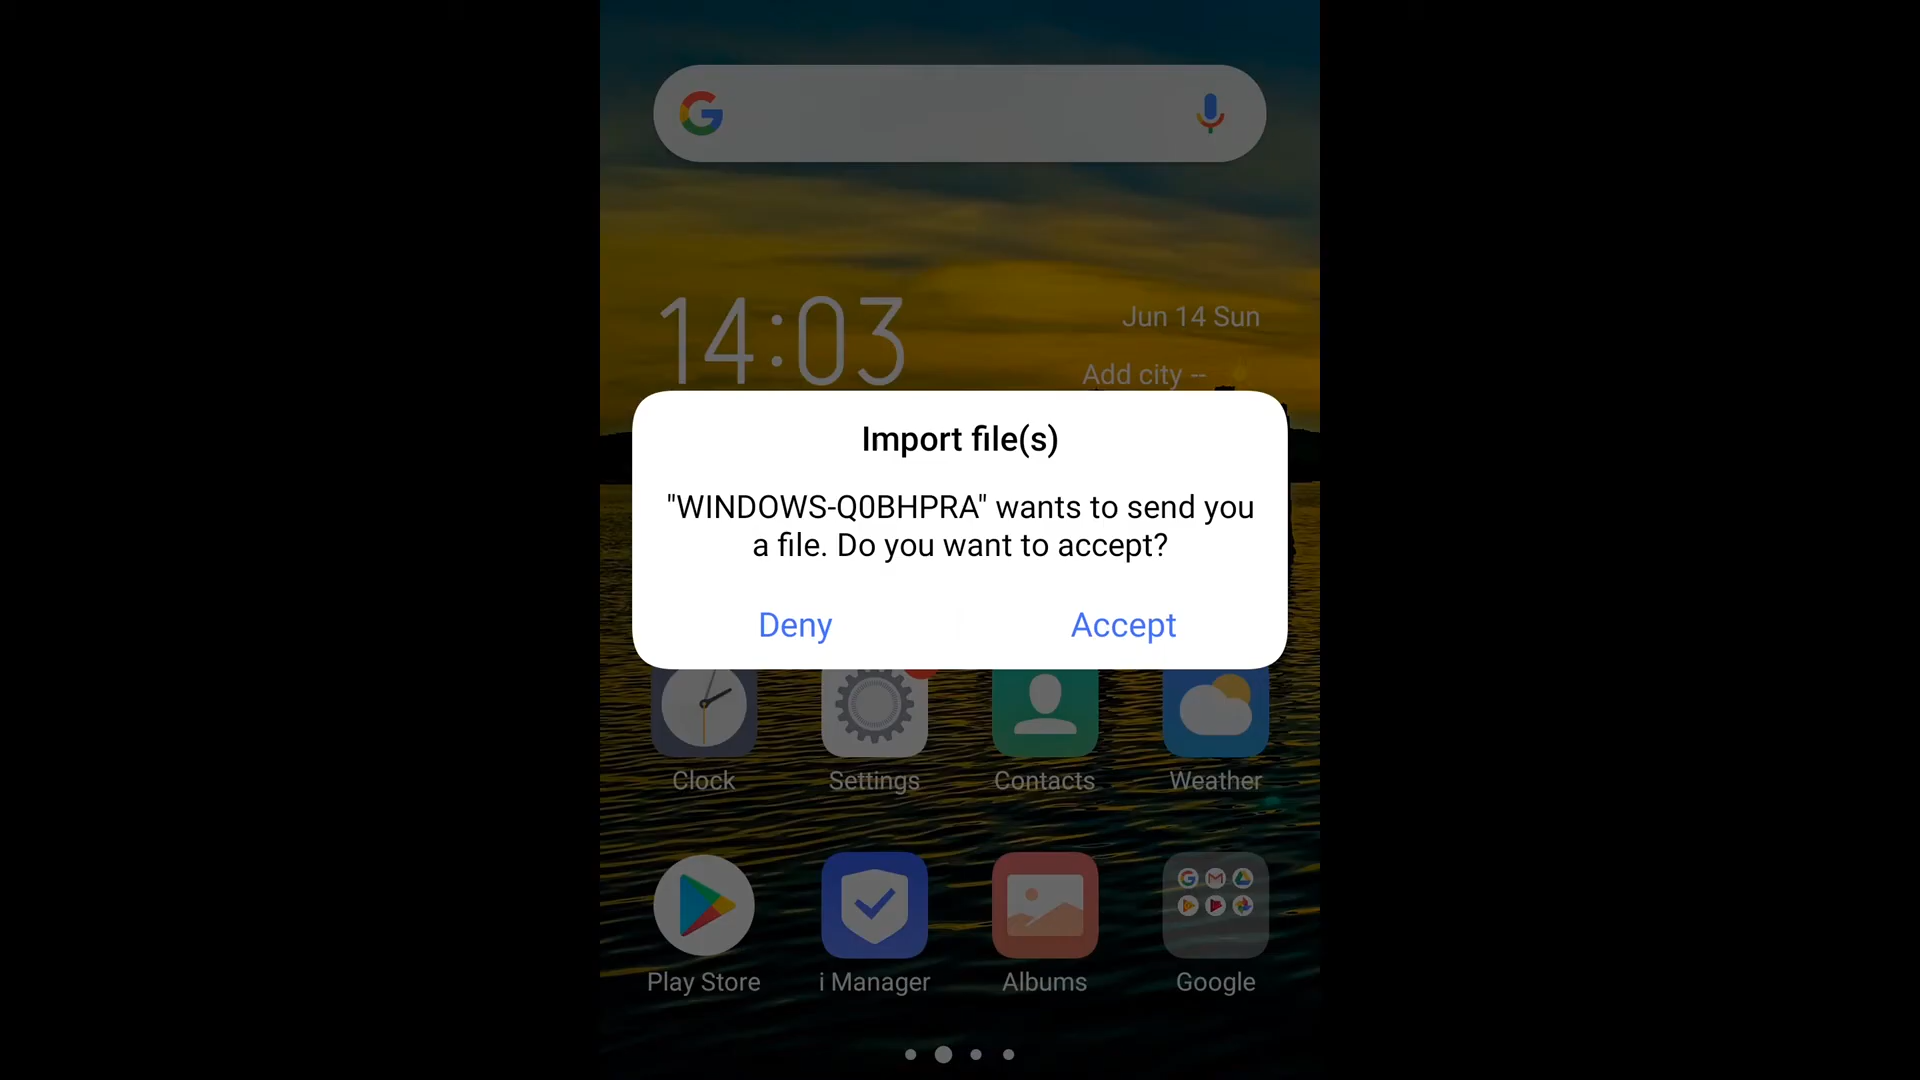 14:03
Jun 14 Sun
Add city --
Import file(s)
"WINDOWS-Q0BHPRA" wants to send you
a file. Do you want to accept?
Deny Accept
Clock Settings Contacts Weather
Play Store i Manager Albums Google